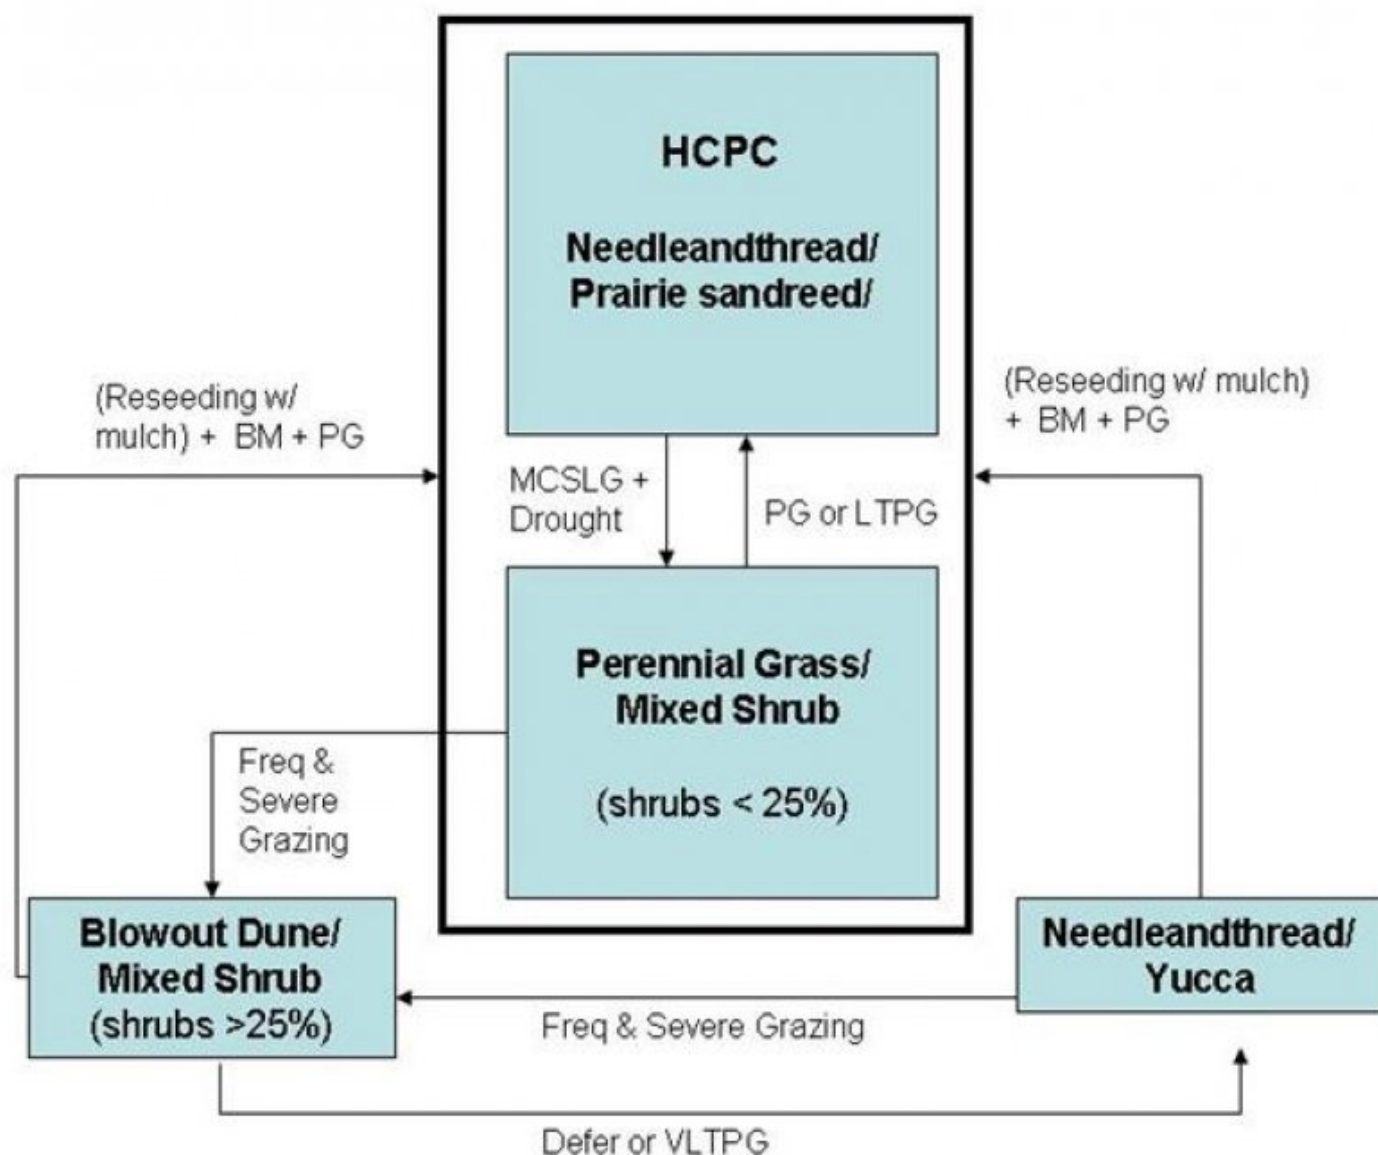 HCPC
Needleandthread/
Prairie sandreed/
(Reseeding w/
mulch) + BM + PG
(Reseeding w/ mulch)
+ BM + PG
MCSLG +
Drought
PG or LTPG
Perennial Grass/
Mixed Shrub
(shrubs < 25%)
Freq &
Severe
Grazing
Blowout Dune/
Mixed Shrub
(shrubs >25%)
Needleandthread/
Yucca
Freq & Severe Grazing
Defer or VLTPG